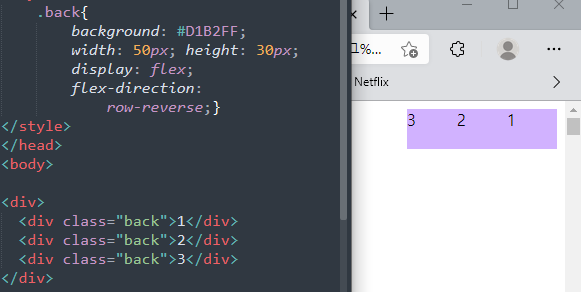 .back{
background: #D1B2FF;
width: 50px; height: 30px;
display: flex;
flex-direction:
row-reverse;}
</style>
</head>
<body>
<div>
<div class="back">1</div>
<div class="back">2</div>
<div class="back">3</div>
</div>
1%...
Netflix
3 2 1